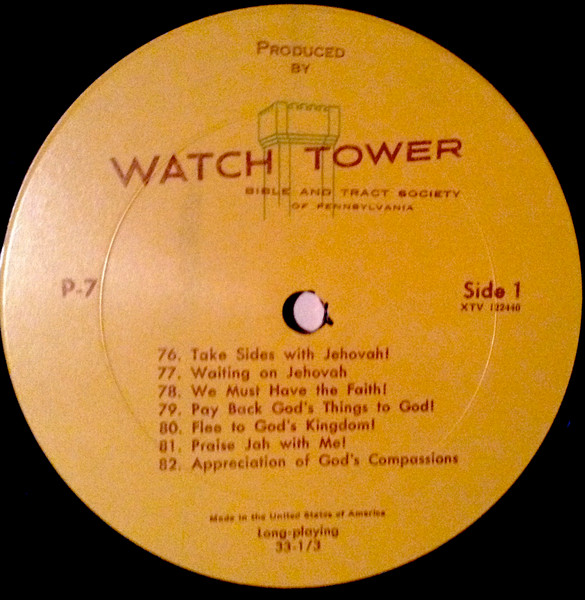 PRODUCED
BY
WATCH TOWER
BIBLE AND TRACT SOCIETY
OF PENNSYLVANIA
P-7
Side 1
XTV 122440
76. Take Sides with Jehovah!
77. Waiting on Jehovah
78. We Must Have the Faith!
79. Pay Back God's Things to God!
80. Flee to God's Kingdom!
81. Praise Jah with Me!
82. Appreciation of God's Compassions
Made in the United States of America
Long-playing
33-1/3